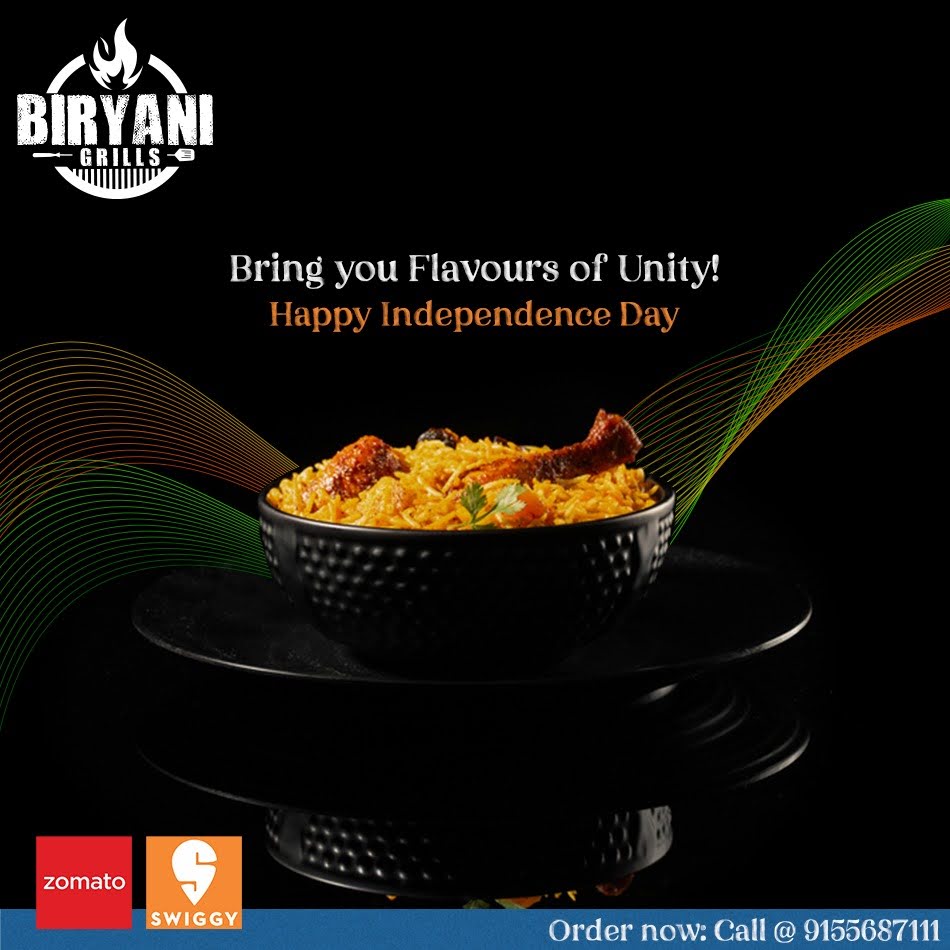 BIRYANI
GRILLS
Bring you Flavours of Unity!
Happy Independence Day
zomato
SWIGGY
Order now: Call @ 9155687111